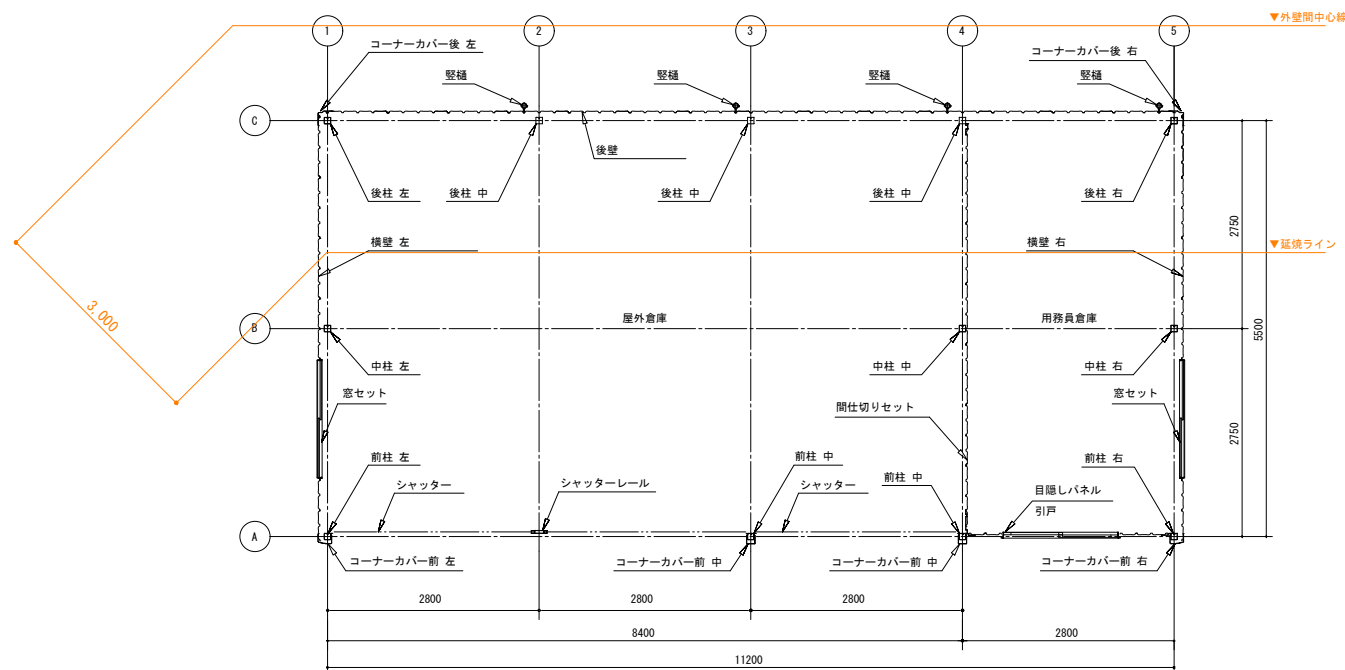 ▼外壁間中心線
1
2
3
4
5
コーナーカバー後 左
コーナーカバー後 右
竪樋
竪樋
竪樋
竪樋
C
後壁
後柱 左
後柱 中
後柱 中
後柱 中
後柱 右
2750
横壁 左
横壁 右
▼延焼ライン
3.000
B
屋外倉庫
用務員倉庫
5500
中柱 左
中柱 中
中柱 右
窓セット
間仕切りセット
窓セット
2750
前柱 左
前柱 中
前柱 中
前柱 右
シャッター
シャッターレール
シャッター
目隠しパネル
引戸
A
コーナーカバー前 左
コーナーカバー前 中
コーナーカバー前 中
コーナーカバー前 右
2800
2800
2800
8400
2800
11200